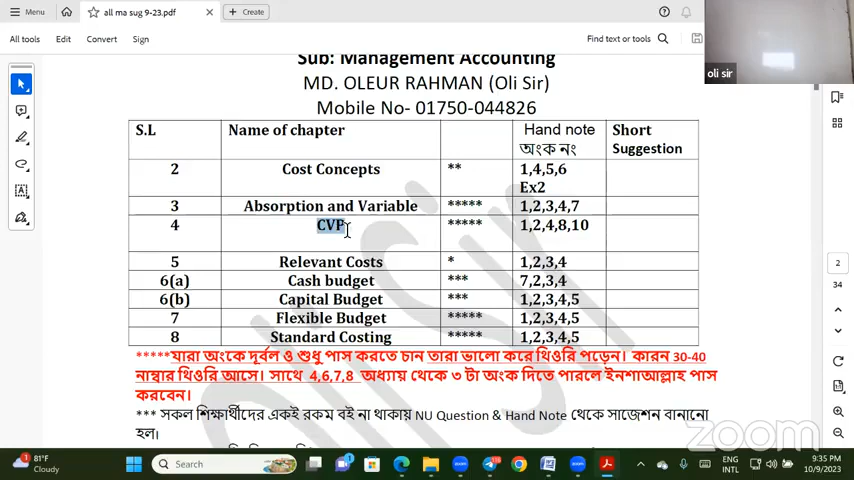 Menu
all ma sug 9-23.pdf
Create
All tools Edit Convert Sign
Find text or tools
oli sir
Sub: Management Accounting
MD. OLEUR RAHMAN (Oli Sir)
Mobile No- 01750-044826
S.L Name of chapter Hand note অংক নং Short Suggestion
2 Cost Concepts ** 1,4,5,6 Ex2
3 Absorption and Variable ***** 1,2,3,4,7
4 CVP ***** 1,2,4,8,10
5 Relevant Costs * 1,2,3,4
6(a) Cash budget *** 7,2,3,4
6(b) Capital Budget *** 1,2,3,4,5
7 Flexible Budget ***** 1,2,3,4,5
8 Standard Costing ***** 1,2,3,4,5
*****যারা অংকে দূর্বল ও শুধু পাস করতে চান তারা ভালো করে থিওরি পড়েন। কারন 30-40
নাম্বার থিওরি আসে। সাথে 4,6,7,8 অধ্যায় থেকে ৩ টা অংক দিতে পারলে ইনশাআল্লাহ পাস
করবেন।
*** সকল শিক্ষার্থীদের একই রকম বই না থাকায় NU Question & Hand Note থেকে সাজেশন বানানো
হল।
zoom
2
34
81°F
Cloudy
Search
ENG
INTL
9:35 PM
10/9/2023